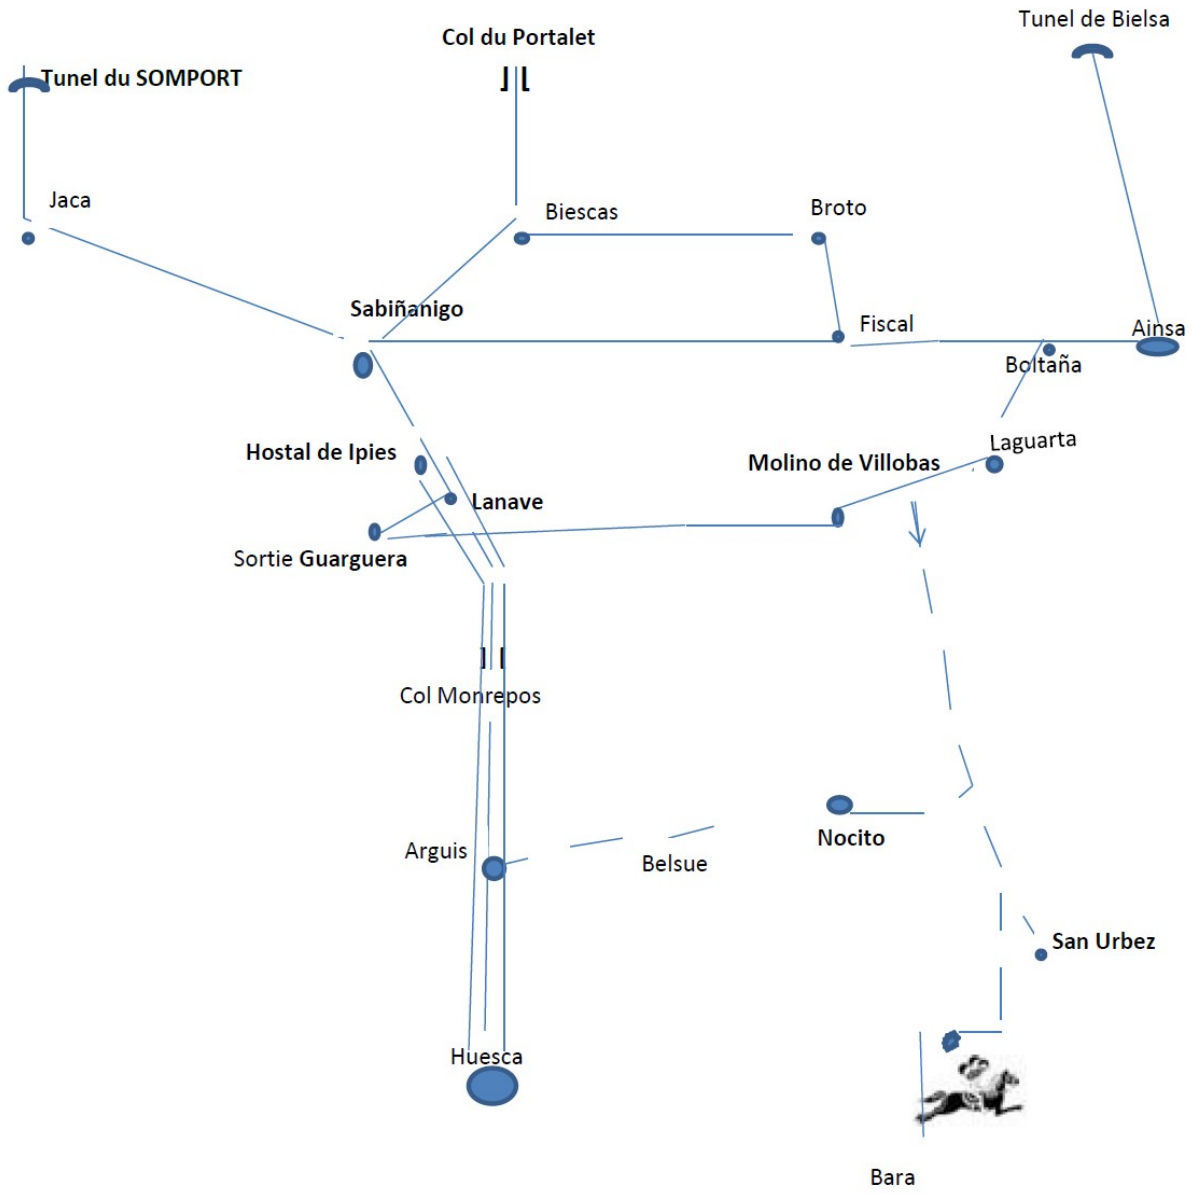 Tunel de Bielsa
Col du Portalet
Tunel du SOMPORT
Jaca
Biescas
Broto
Sabiñanigo
Fiscal
Ainsa
Boltaña
Hostal de Ipies
Molino de Villobas
Laguarta
Lanave
Sortie Guarguera
Col Monrepos
Nocito
Arguis
Belsue
San Urbez
Huesca
Bara